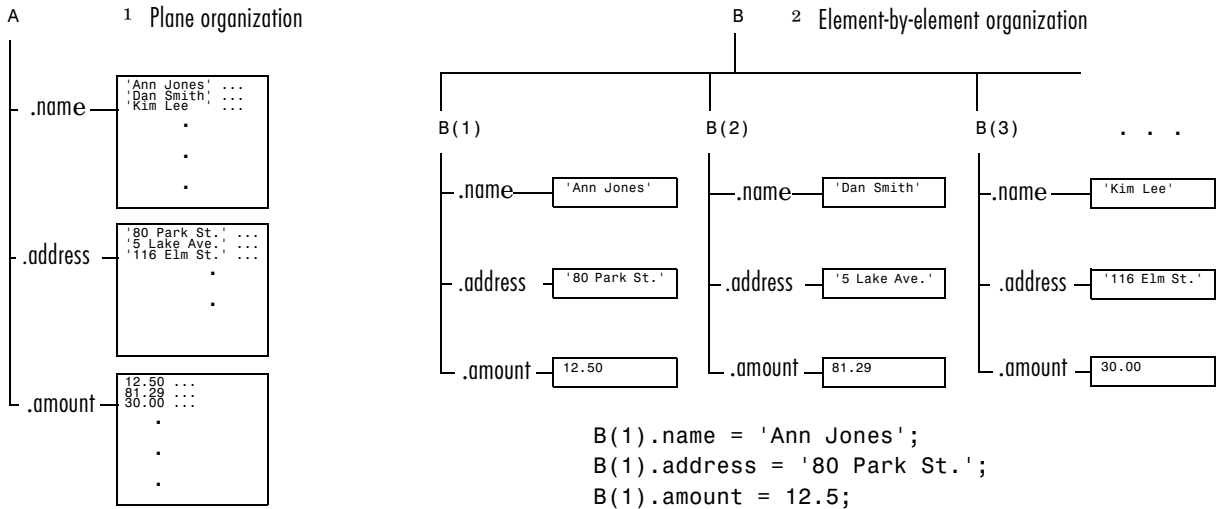 A
1 Plane organization
.name
'Ann Jones' ...
'Dan Smith' ...
'Kim Lee  ' ...
.
.
.
.address
'80 Park St.' ...
'5 Lake Ave.' ...
'116 Elm St.' ...
.
.
.amount
12.50 ...
81.29 ...
30.00 ...
.
.
.
B
2 Element-by-element organization
B(1)
B(2)
B(3)
. . .
.name
'Ann Jones'
.name
'Dan Smith'
.name
'Kim Lee'
.address
'80 Park St.'
.address
'5 Lake Ave.'
.address
'116 Elm St.'
.amount
12.50
.amount
81.29
.amount
30.00
B(1).name = 'Ann Jones';
B(1).address = '80 Park St.';
B(1).amount = 12.5;